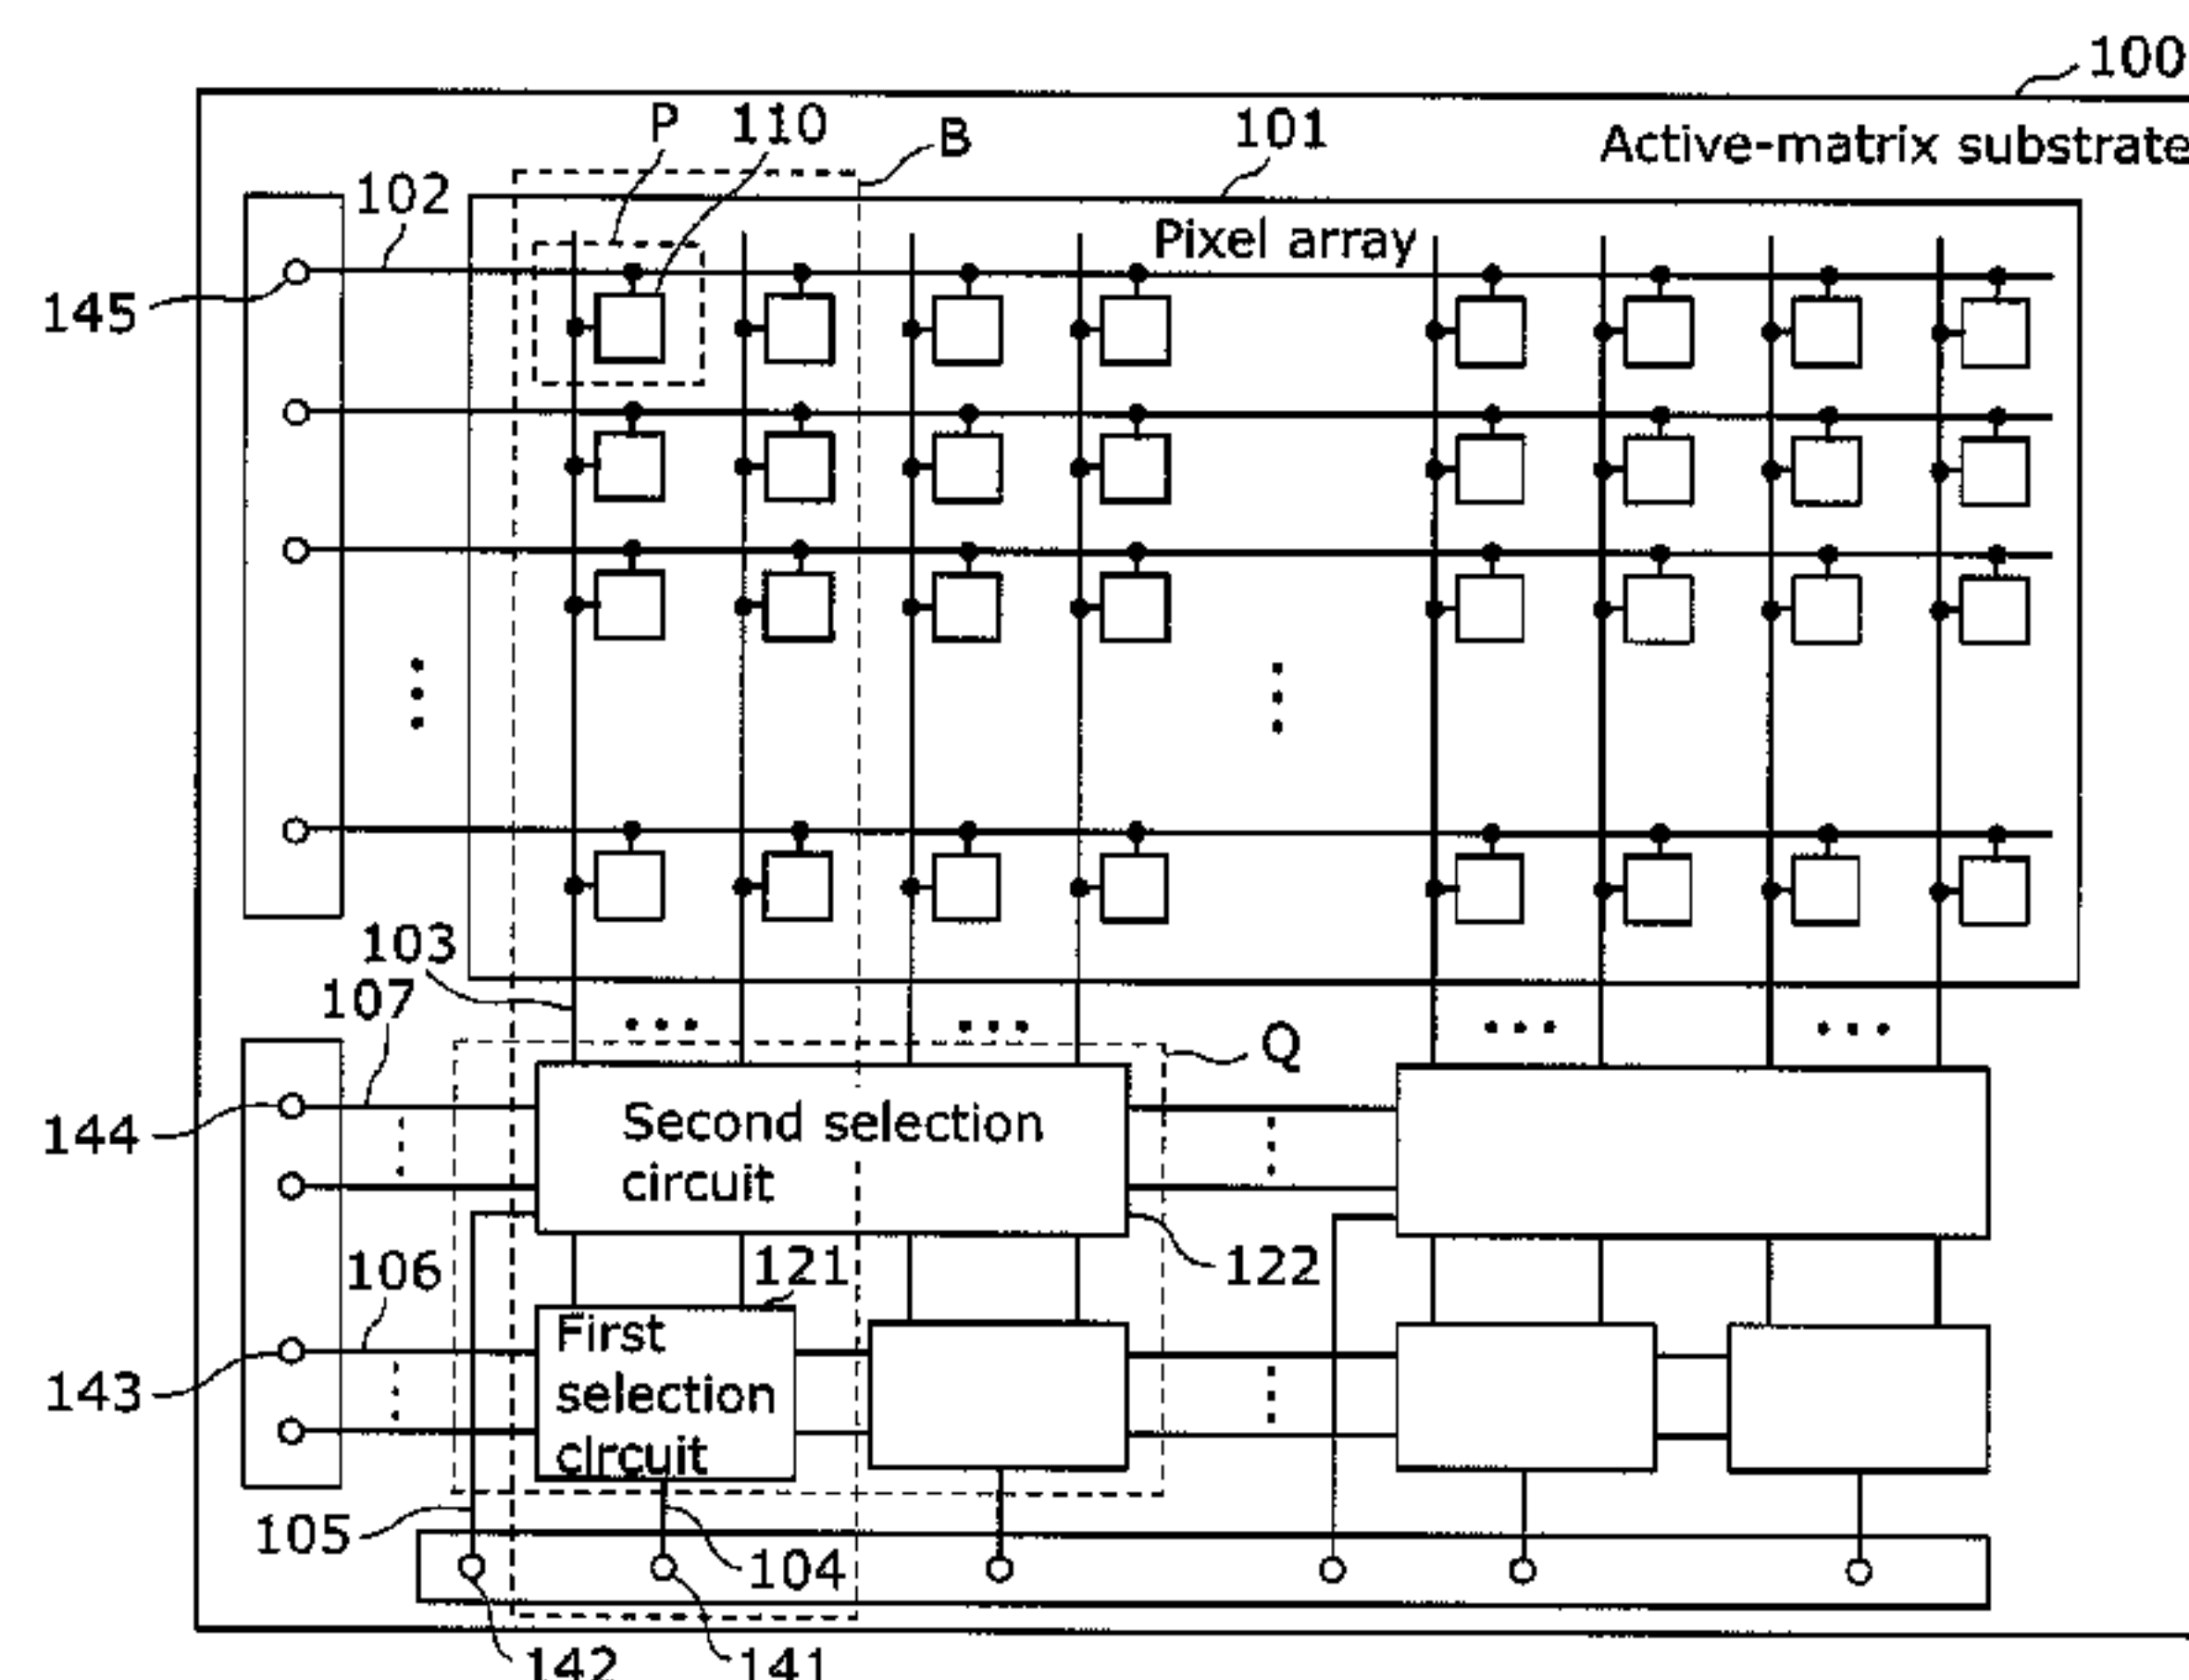 100
P 110 B 101
Active-matrix substrate
102
Pixel array
145
103
107
Q
144
Second selection
circuit
106
121
122
First
selection
circuit
143
105
104
142
141